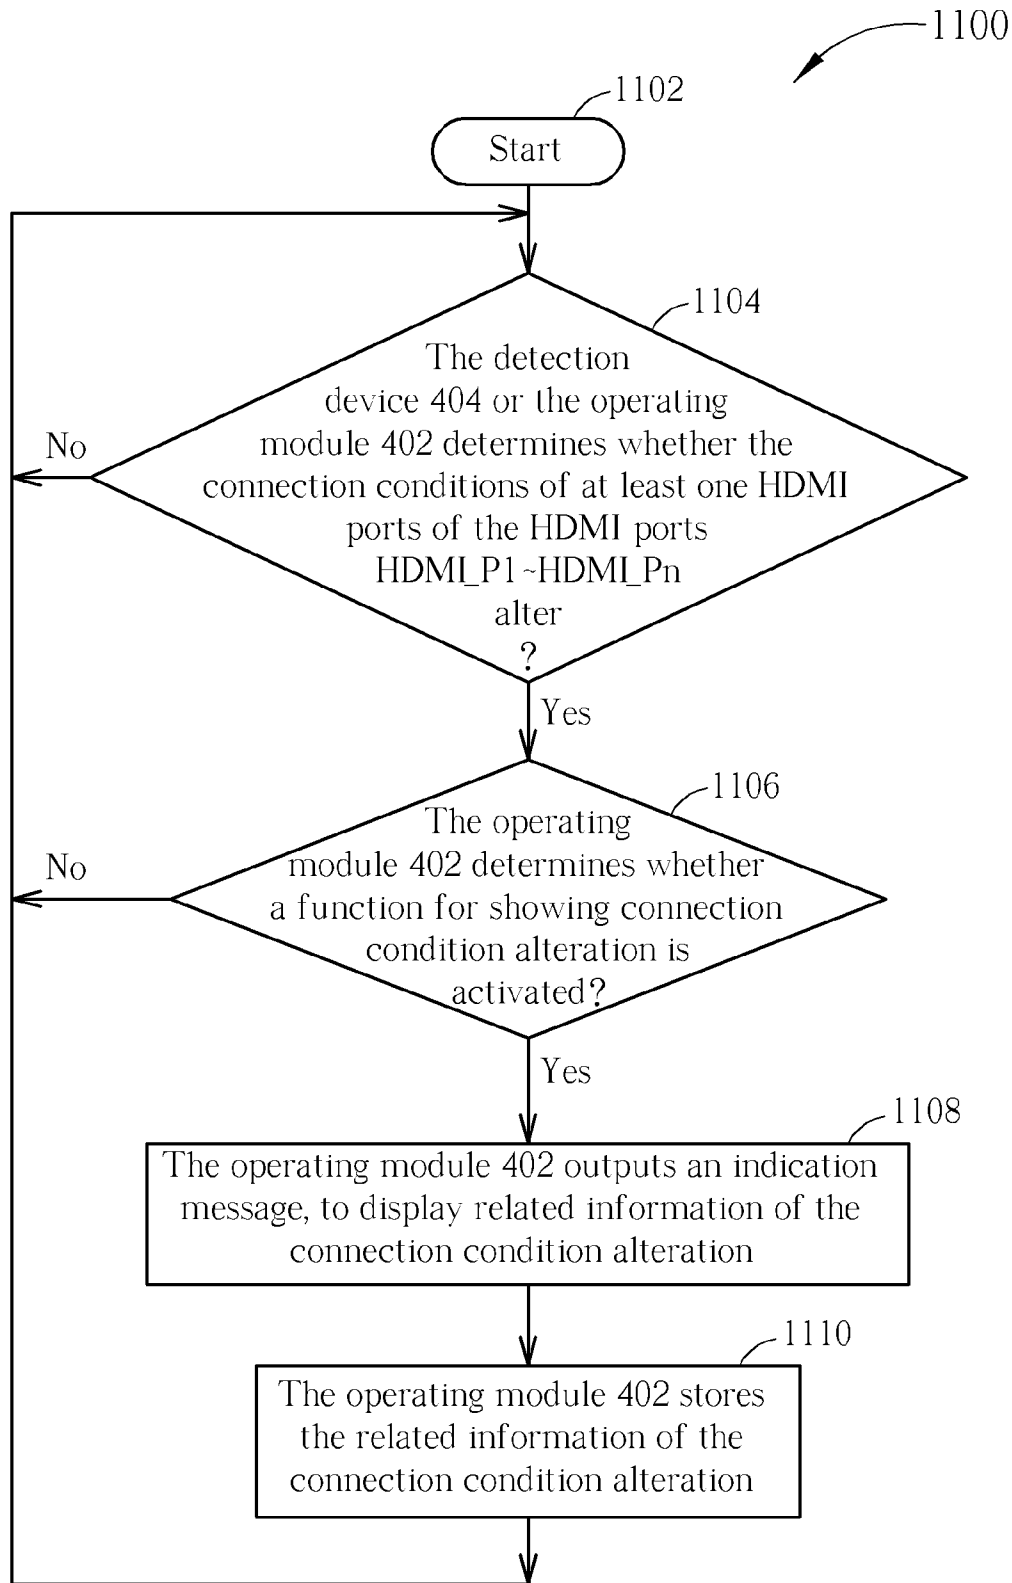 1100
1102
Start
1104
The detection
device 404 or the operating
module 402 determines whether the
connection conditions of at least one HDMI
ports of the HDMI ports
HDMI_P1~HDMI_Pn
alter
?
No
Yes
1106
The operating
module 402 determines whether
a function for showing connection
condition alteration is
activated?
No
Yes
1108
The operating module 402 outputs an indication
message, to display related information of the
connection condition alteration
1110
The operating module 402 stores
the related information of the
connection condition alteration